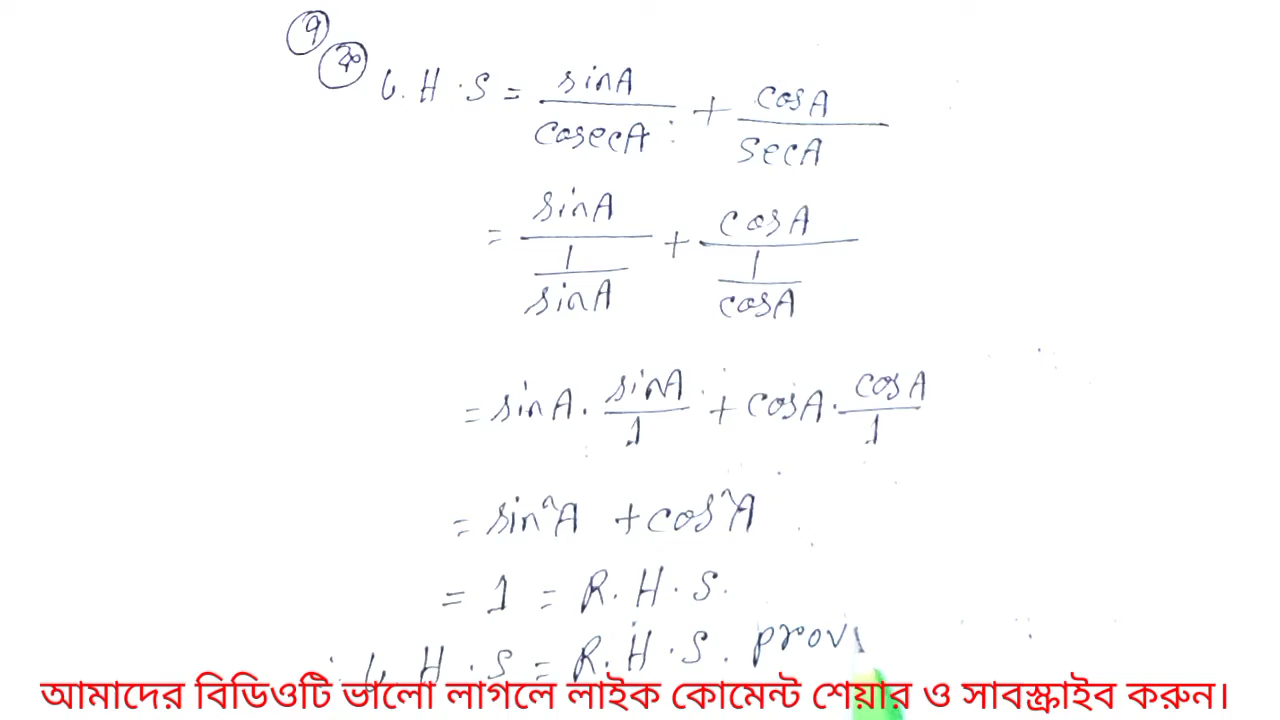 ৭
ক L.H.S = sinA/cosecA + cosA/secA
= sinA/(1/sinA) + cosA/(1/cosA)
= sinA · sinA/1 + cosA · cosA/1
= sin²A + cos²A
= 1 = R.H.S.
∴ L.H.S = R.H.S. prov
আমাদের বিডিওটি ভালো লাগলে লাইক কোমেন্ট শেয়ার ও সাবস্ক্রাইব করুন।